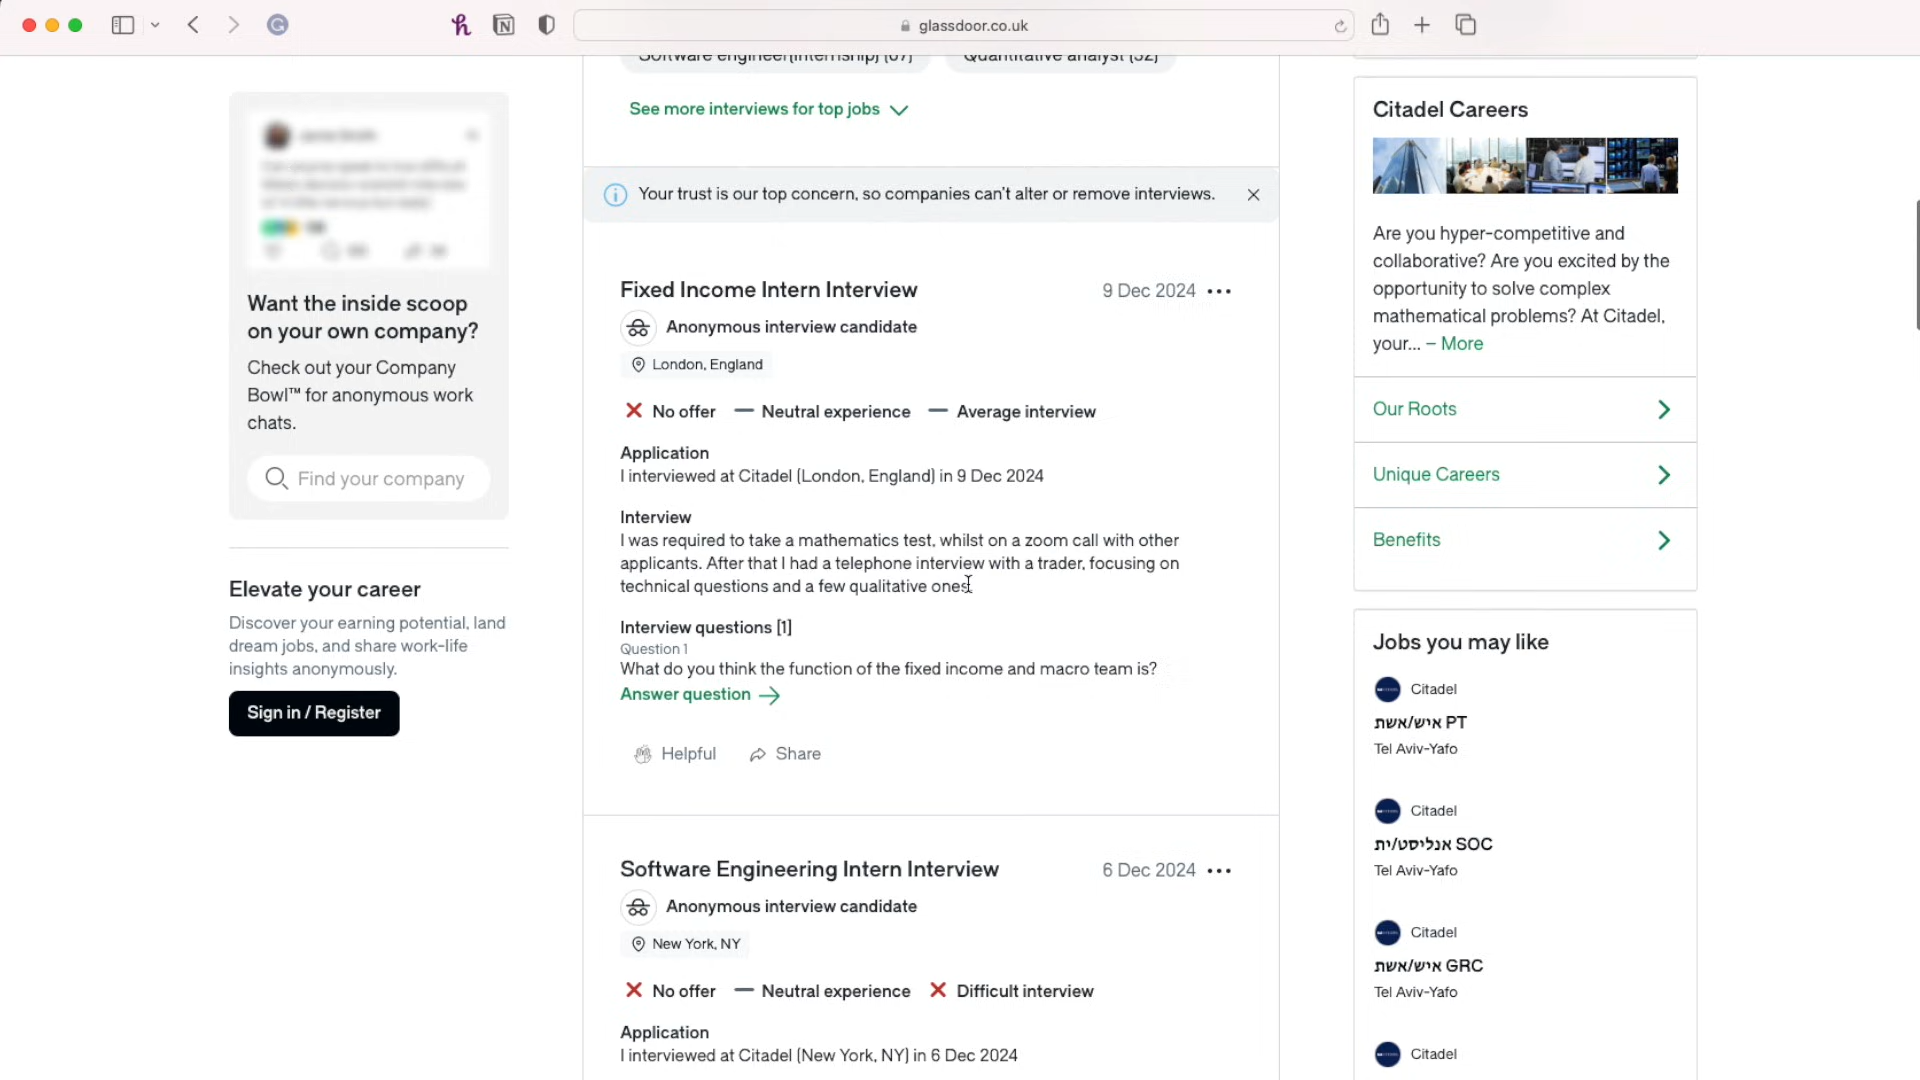 glassdoor.co.uk
Software engineer(internship) (67)
Quantitative analyst (52)
See more interviews for top jobs
Your trust is our top concern, so companies can't alter or remove interviews.
Want the inside scoop
on your own company?
Check out your Company
Bowl™ for anonymous work
chats.
Find your company
Elevate your career
Discover your earning potential, land
dream jobs, and share work-life
insights anonymously.
Sign in / Register
Fixed Income Intern Interview
9 Dec 2024
Anonymous interview candidate
London, England
No offer
Neutral experience
Average interview
Application
I interviewed at Citadel (London, England) in 9 Dec 2024
Interview
I was required to take a mathematics test, whilst on a zoom call with other
applicants. After that I had a telephone interview with a trader, focusing on
technical questions and a few qualitative ones.
Interview questions [1]
Question 1
What do you think the function of the fixed income and macro team is?
Answer question
Helpful
Share
Software Engineering Intern Interview
6 Dec 2024
Anonymous interview candidate
New York, NY
No offer
Neutral experience
Difficult interview
Application
I interviewed at Citadel (New York, NY) in 6 Dec 2024
Citadel Careers
Are you hyper-competitive and
collaborative? Are you excited by the
opportunity to solve complex
mathematical problems? At Citadel,
your... – More
Our Roots
Unique Careers
Benefits
Jobs you may like
Citadel
איש/אשת PT
Tel Aviv-Yafo
Citadel
אנליסט/ית SOC
Tel Aviv-Yafo
Citadel
איש/אשת GRC
Tel Aviv-Yafo
Citadel